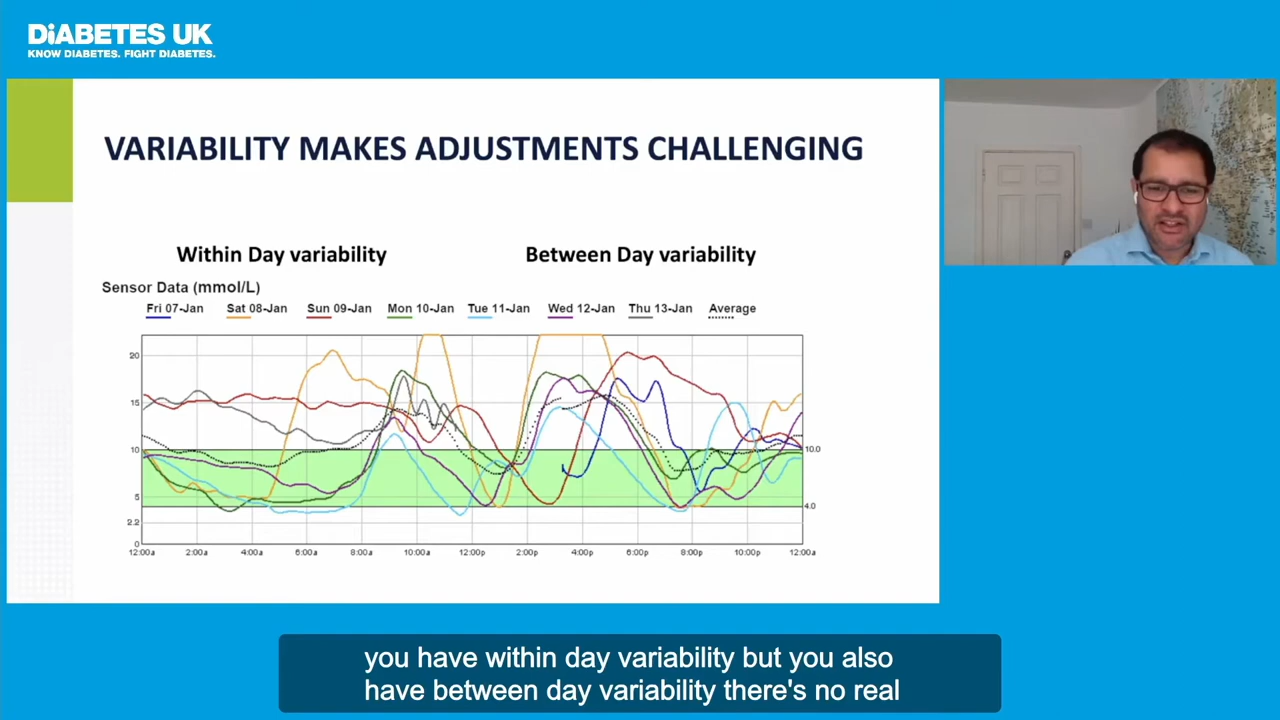 DiABETES UK
KNOW DIABETES. FIGHT DIABETES.
VARIABILITY MAKES ADJUSTMENTS CHALLENGING
Within Day variability
Between Day variability
Sensor Data (mmol/L)
Fri 07-Jan Sat 08-Jan Sun 09-Jan Mon 10-Jan Tue 11-Jan Wed 12-Jan Thu 13-Jan Average
20
15
10 10.0
5 4.0
2.2
0
12:00a 2:00a 4:00a 6:00a 8:00a 10:00a 12:00p 2:00p 4:00p 6:00p 8:00p 10:00p 12:00a
you have within day variability but you also
have between day variability there's no real